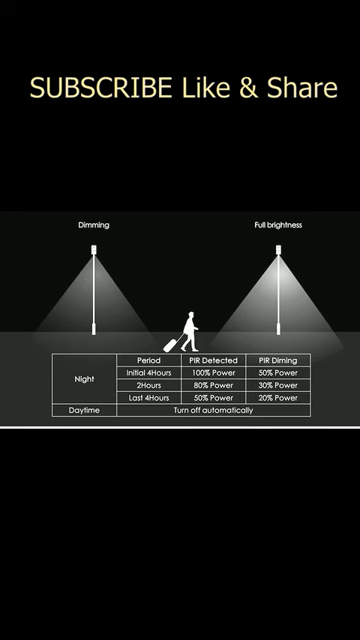 SUBSCRIBE Like & Share
Dimming Full brightness
Period PIR Detected PIR Diming
Night Initial 4Hours 100% Power 50% Power
2Hours 80% Power 30% Power
Last 4Hours 50% Power 20% Power
Daytime Turn off automatically